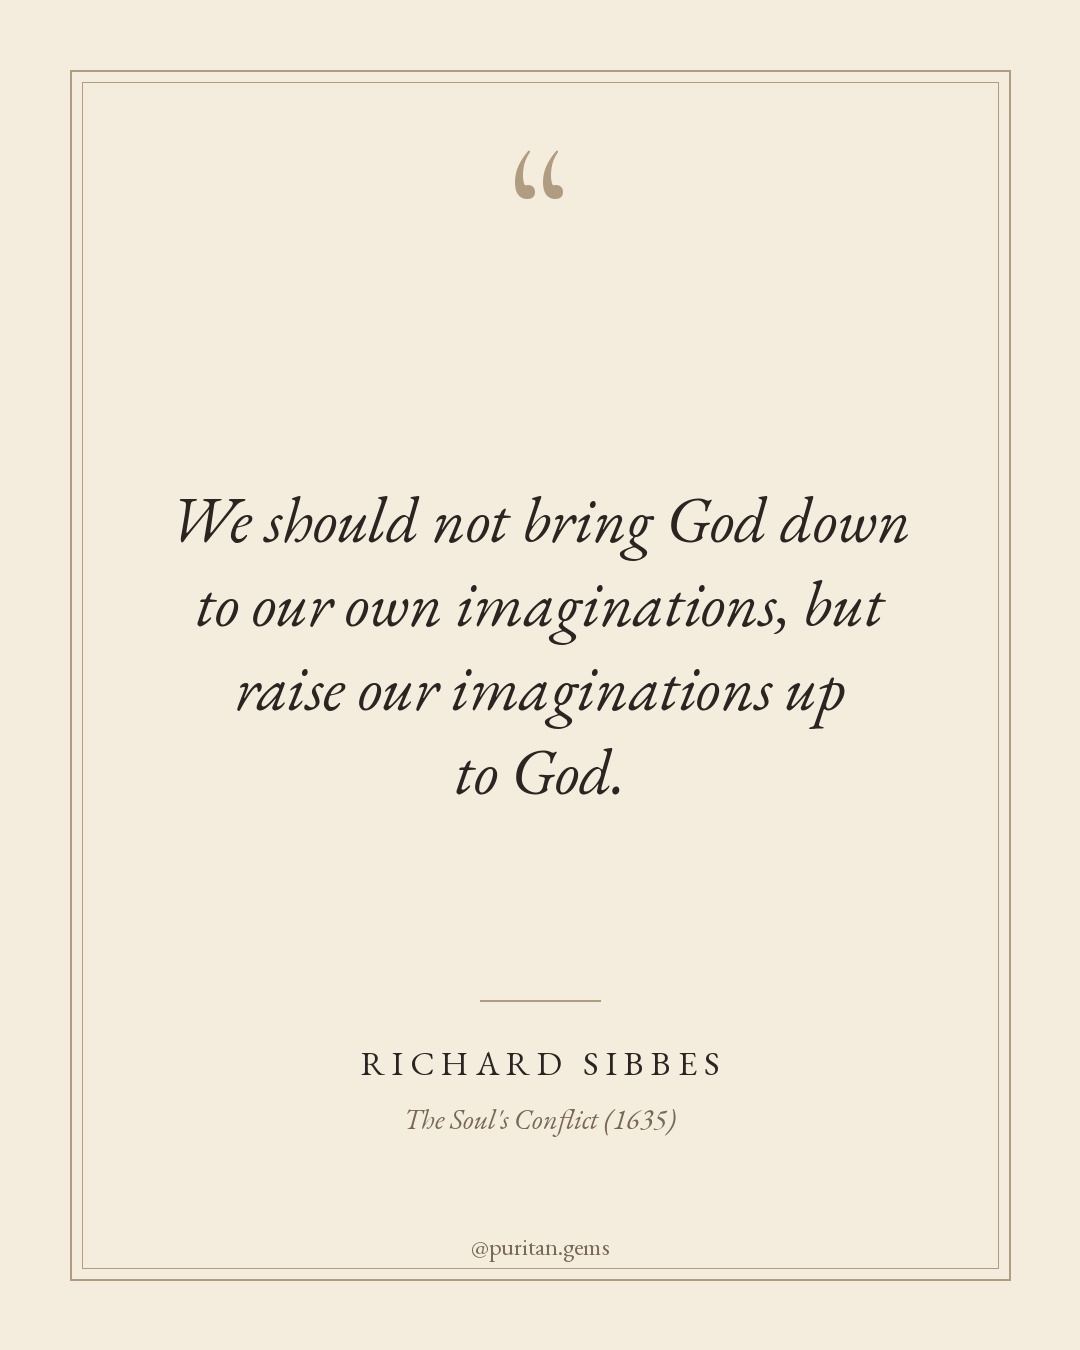 “
We should not bring God down
to our own imaginations, but
raise our imaginations up
to God.
RICHARD SIBBES
The Soul's Conflict (1635)
@puritan.gems